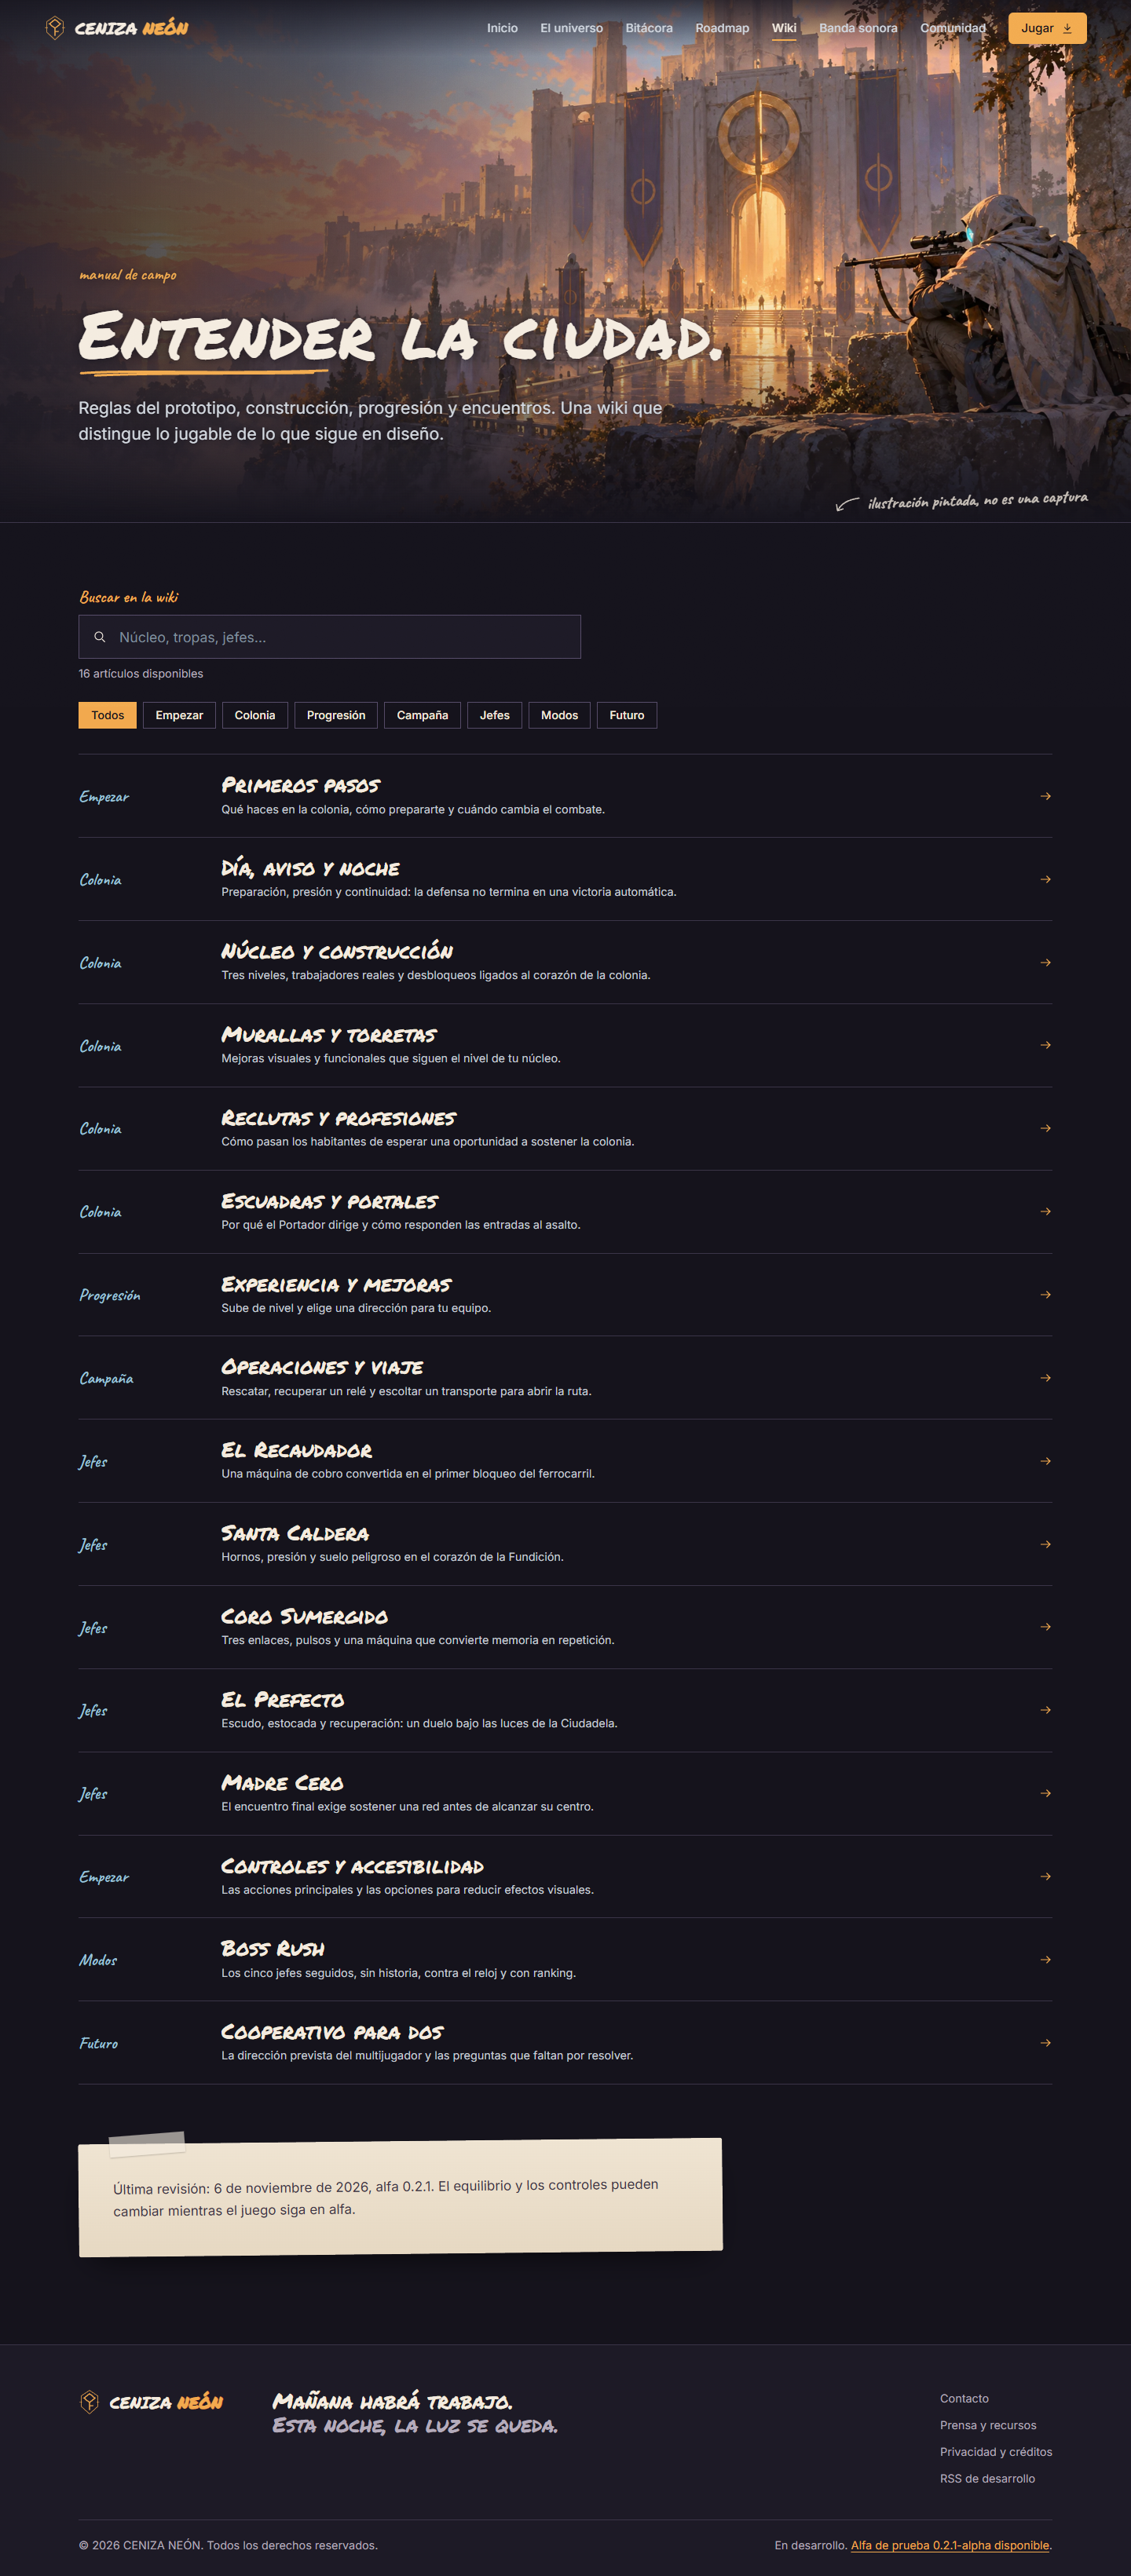 CENIZA NEÓN
Inicio El universo Bitácora Roadmap Wiki Banda sonora Comunidad Jugar
manual de campo
Entender la ciudad.
Reglas del prototipo, construcción, progresión y encuentros. Una wiki que
distingue lo jugable de lo que sigue en diseño.
ilustración pintada, no es una captura
Buscar en la wiki
Núcleo, tropas, jefes...
16 artículos disponibles
Todos Empezar Colonia Progresión Campaña Jefes Modos Futuro
Empezar
Primeros pasos
Qué haces en la colonia, cómo prepararte y cuándo cambia el combate.
Colonia
Día, aviso y noche
Preparación, presión y continuidad: la defensa no termina en una victoria automática.
Colonia
Núcleo y construcción
Tres niveles, trabajadores reales y desbloqueos ligados al corazón de la colonia.
Colonia
Murallas y torretas
Mejoras visuales y funcionales que siguen el nivel de tu núcleo.
Colonia
Reclutas y profesiones
Cómo pasan los habitantes de esperar una oportunidad a sostener la colonia.
Colonia
Escuadras y portales
Por qué el Portador dirige y cómo responden las entradas al asalto.
Progresión
Experiencia y mejoras
Sube de nivel y elige una dirección para tu equipo.
Campaña
Operaciones y viaje
Rescatar, recuperar un relé y escoltar un transporte para abrir la ruta.
Jefes
El Recaudador
Una máquina de cobro convertida en el primer bloqueo del ferrocarril.
Jefes
Santa Caldera
Hornos, presión y suelo peligroso en el corazón de la Fundición.
Jefes
Coro Sumergido
Tres enlaces, pulsos y una máquina que convierte memoria en repetición.
Jefes
El Prefecto
Escudo, estocada y recuperación: un duelo bajo las luces de la Ciudadela.
Jefes
Madre Cero
El encuentro final exige sostener una red antes de alcanzar su centro.
Empezar
Controles y accesibilidad
Las acciones principales y las opciones para reducir efectos visuales.
Modos
Boss Rush
Los cinco jefes seguidos, sin historia, contra el reloj y con ranking.
Futuro
Cooperativo para dos
La dirección prevista del multijugador y las preguntas que faltan por resolver.
Última revisión: 6 de noviembre de 2026, alfa 0.2.1. El equilibrio y los controles pueden
cambiar mientras el juego siga en alfa.
CENIZA NEÓN
Mañana habrá trabajo.
Esta noche, la luz se queda.
Contacto
Prensa y recursos
Privacidad y créditos
RSS de desarrollo
© 2026 CENIZA NEÓN. Todos los derechos reservados.
En desarrollo. Alfa de prueba 0.2.1-alpha disponible.